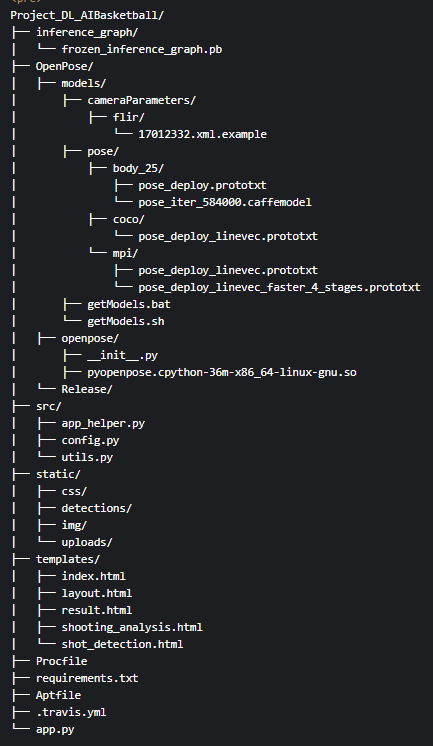 Project_DL_AIBasketball/
├── inference_graph/
│   └── frozen_inference_graph.pb
├── OpenPose/
│   ├── models/
│   │   ├── cameraParameters/
│   │   │   ├── flir/
│   │   │   │   └── 17012332.xml.example
│   │   ├── pose/
│   │   │   ├── body_25/
│   │   │   │   ├── pose_deploy.prototxt
│   │   │   │   └── pose_iter_584000.caffemodel
│   │   │   ├── coco/
│   │   │   │   └── pose_deploy_linevec.prototxt
│   │   │   └── mpi/
│   │   │       ├── pose_deploy_linevec.prototxt
│   │   │       └── pose_deploy_linevec_faster_4_stages.prototxt
│   │   ├── getModels.bat
│   │   └── getModels.sh
│   ├── openpose/
│   │   ├── __init__.py
│   │   ├── pyopenpose.cpython-36m-x86_64-linux-gnu.so
│   └── Release/
├── src/
│   ├── app_helper.py
│   ├── config.py
│   └── utils.py
├── static/
│   ├── css/
│   ├── detections/
│   ├── img/
│   └── uploads/
├── templates/
│   ├── index.html
│   ├── layout.html
│   ├── result.html
│   ├── shooting_analysis.html
│   └── shot_detection.html
├── Procfile
├── requirements.txt
├── Aptfile
├── .travis.yml
└── app.py